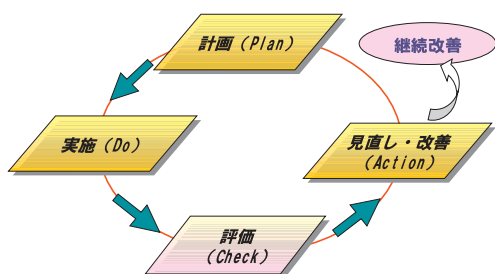 計画(Plan)
継続改善
実施(Do)
見直し・改善
(Action)
評価
(Check)